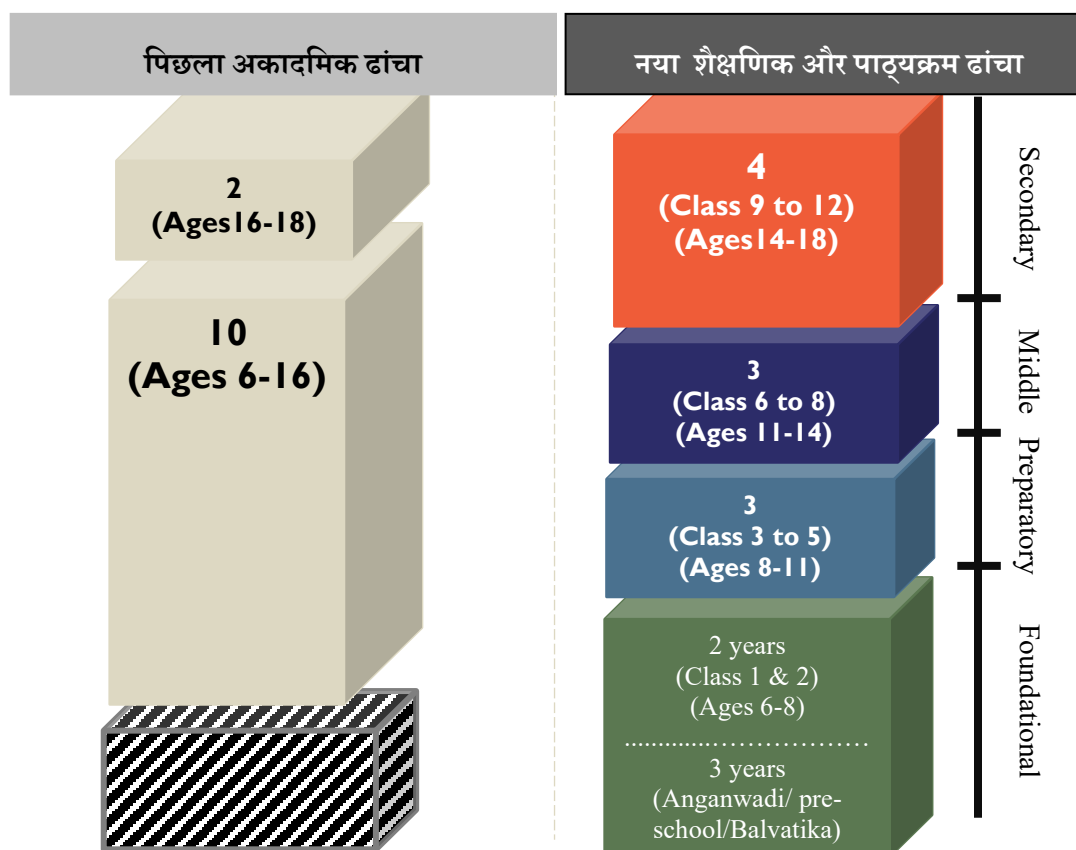 पिछला अकादमिक ढांचा
2
(Ages16-18)
10
(Ages 6-16)
नया शैक्षणिक और पाठ्यक्रम ढांचा
4
(Class 9 to 12)
(Ages14-18)
Secondary
3
(Class 6 to 8)
(Ages 11-14)
Middle
3
(Class 3 to 5)
(Ages 8-11)
Preparatory
2 years
(Class 1 & 2)
(Ages 6-8)
.............………………
3 years
(Anganwadi/ pre-
school/Balvatika)
Foundational